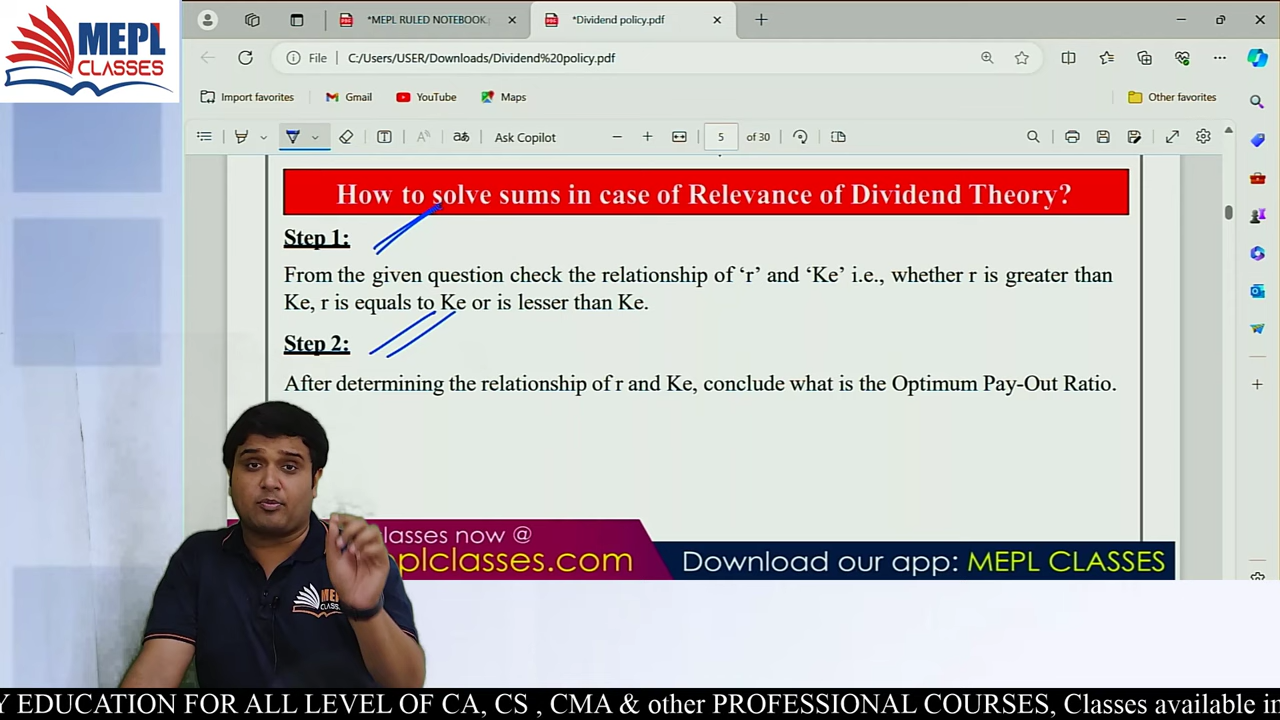 MEPL
CLASSES
*MEPL RULED NOTEBOOK.
*Dividend policy.pdf
File
C:/Users/USER/Downloads/Dividend%20policy.pdf
Import favorites
Gmail
YouTube
Maps
Other favorites
Ask Copilot
5
of 30
How to solve sums in case of Relevance of Dividend Theory?
Step 1:
From the given question check the relationship of ‘r’ and ‘Ke’ i.e., whether r is greater than
Ke, r is equals to Ke or is lesser than Ke.
Step 2:
After determining the relationship of r and Ke, conclude what is the Optimum Pay-Out Ratio.
lasses now @
plclasses.com
Download our app: MEPL CLASSES
MEPL
CLASSES
Y EDUCATION FOR ALL LEVEL OF CA, CS , CMA & other PROFESSIONAL COURSES, Classes available in